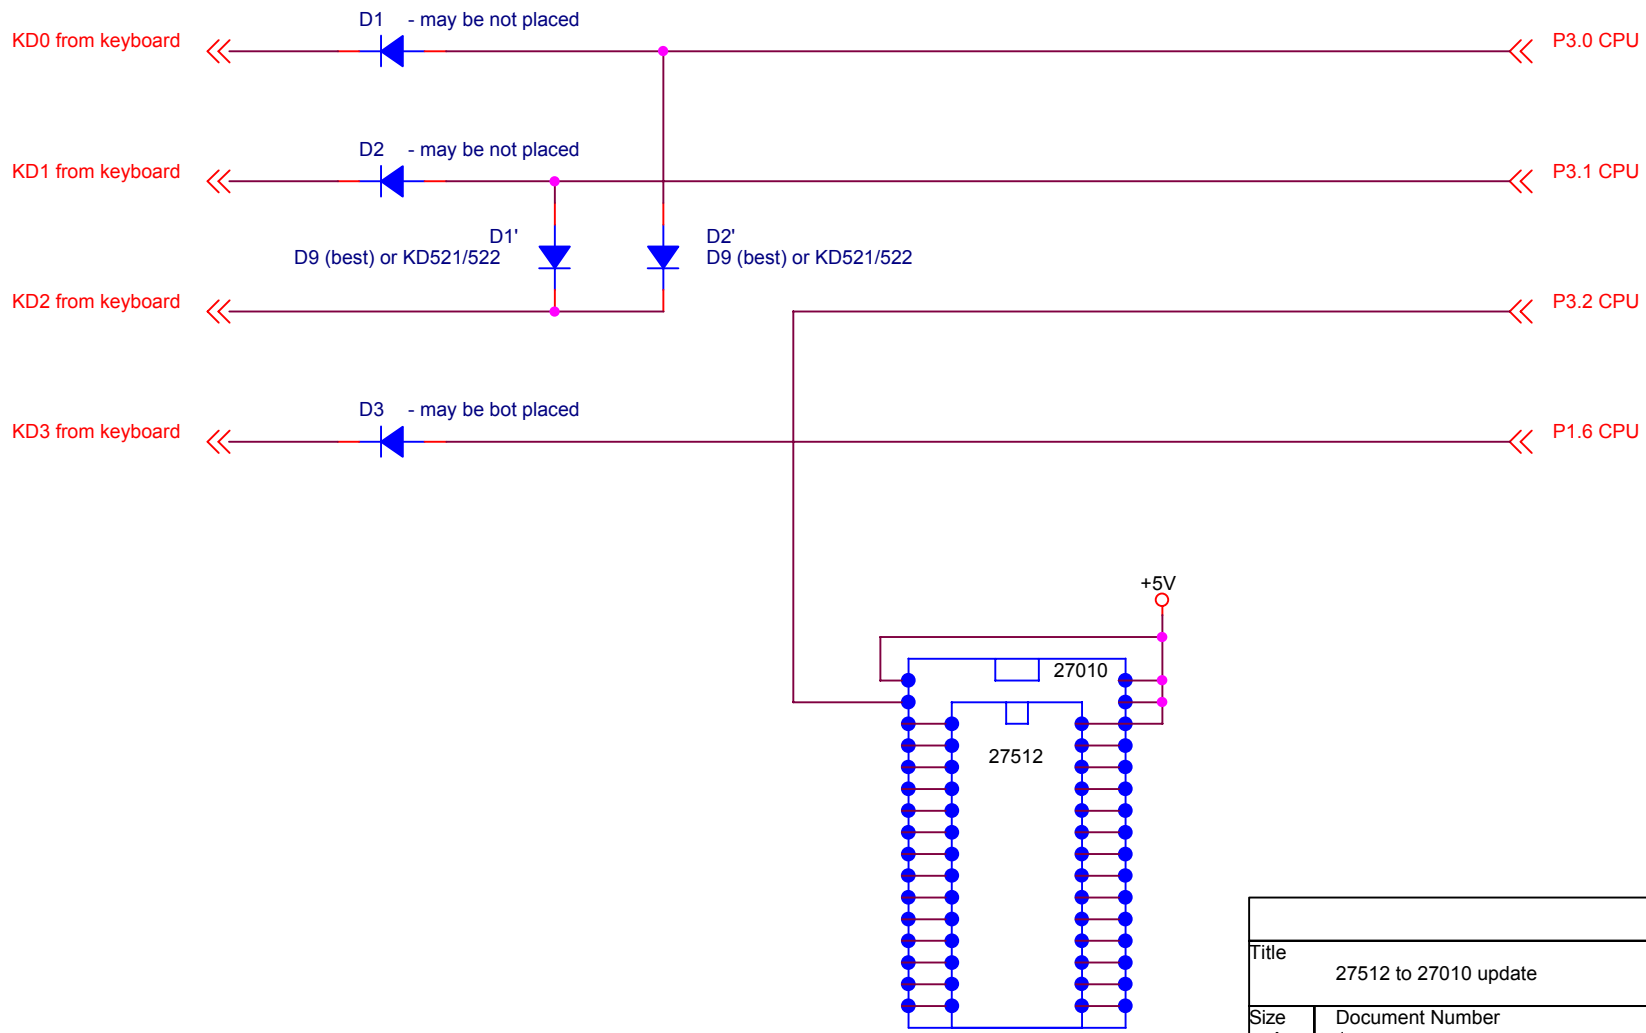 D1 - may be not placed
KD0 from keyboard
P3.0 CPU
D2 - may be not placed
KD1 from keyboard
P3.1 CPU
D1'
D9 (best) or KD521/522
D2'
D9 (best) or KD521/522
KD2 from keyboard
P3.2 CPU
D3 - may be bot placed
KD3 from keyboard
P1.6 CPU
+5V
27010
27512
Title
27512 to 27010 update
Size
Document Number